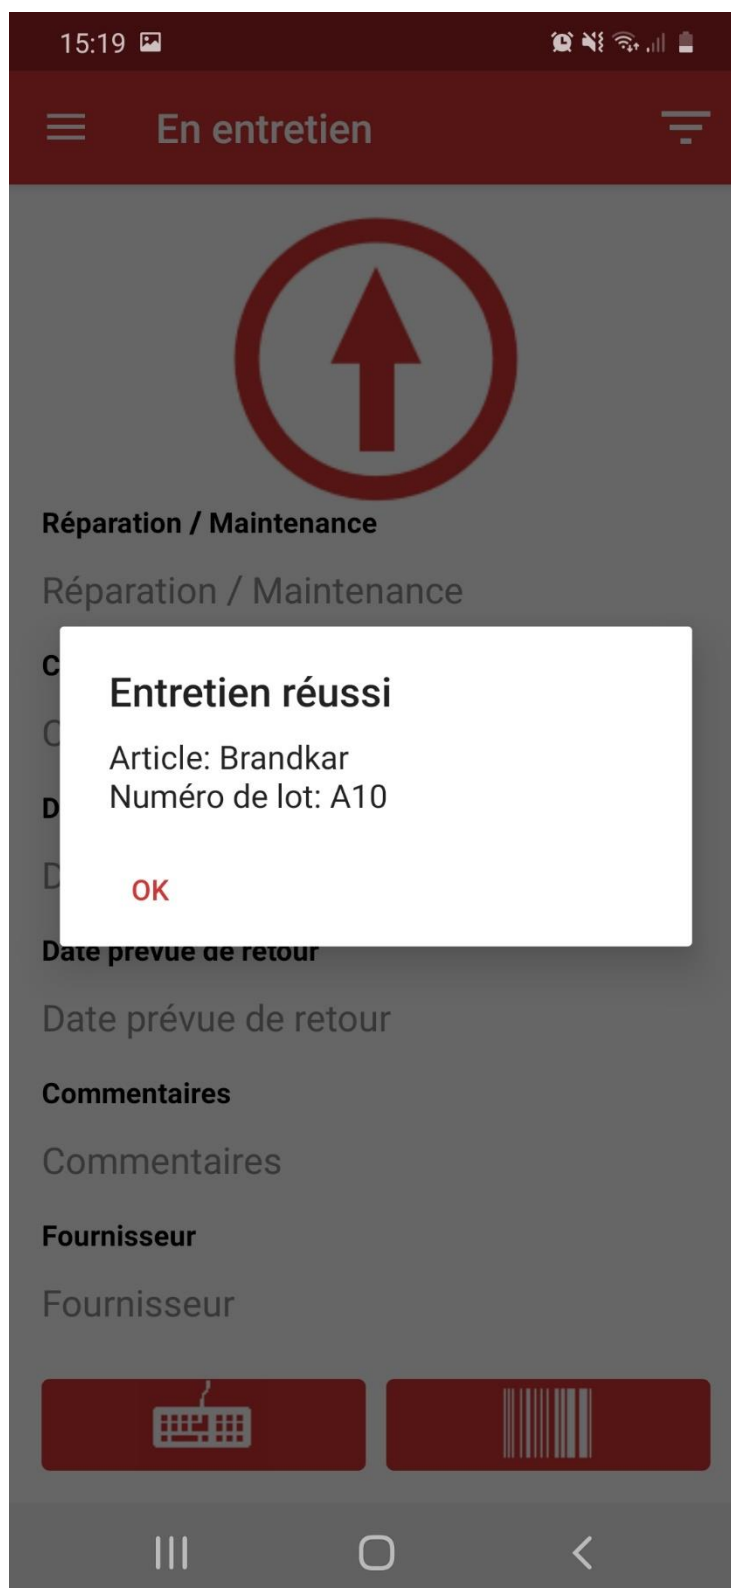 15:19
En entretien
Réparation / Maintenance
Réparation / Maintenance
C
C
Entretien réussi
Article: Brandkar
Numéro de lot: A10
D
D
OK
Date prévue de retour
Date prévue de retour
Commentaires
Commentaires
Fournisseur
Fournisseur